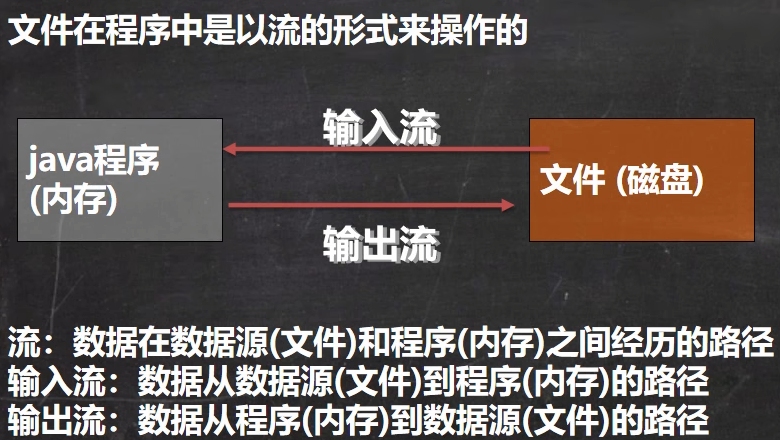 文件在程序中是以流的形式来操作的
输入流
java程序
(内存)
文件 (磁盘)
输出流
流：数据在数据源(文件)和程序(内存)之间经历的路径
输入流：数据从数据源(文件)到程序(内存)的路径
输出流：数据从程序(内存)到数据源(文件)的路径